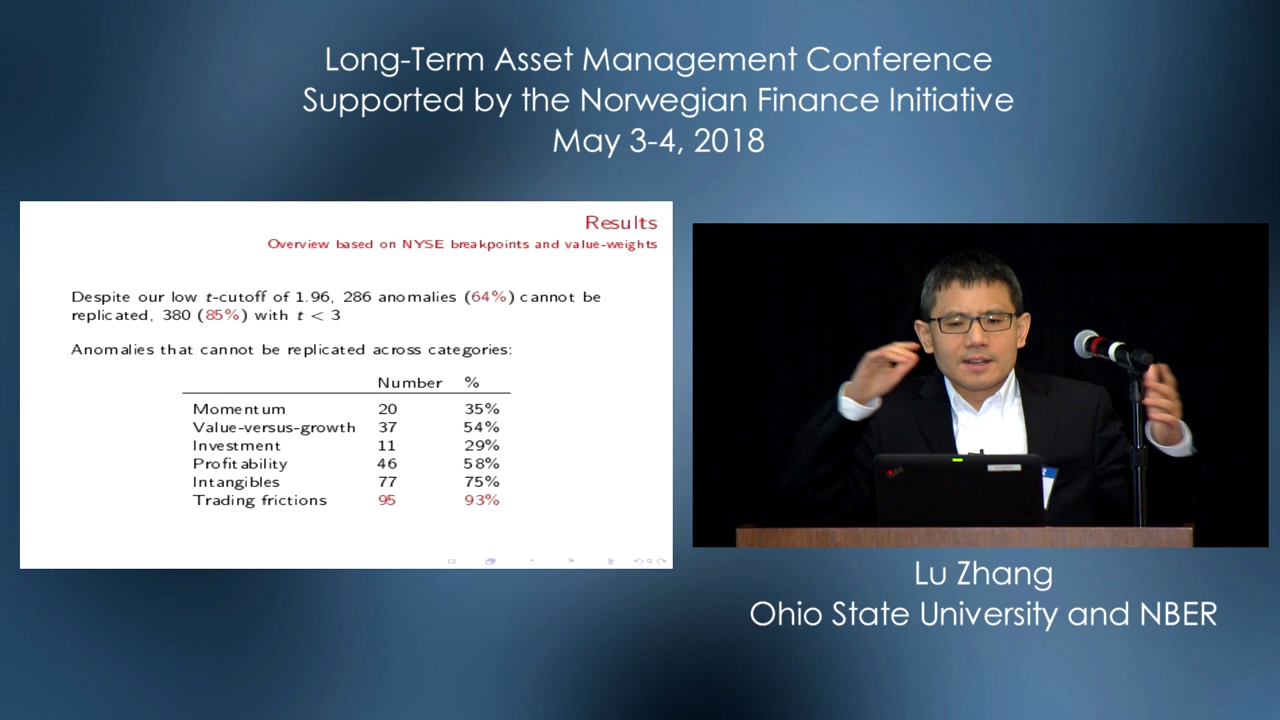 Long-Term Asset Management Conference
Supported by the Norwegian Finance Initiative
May 3-4, 2018
Results
Overview based on NYSE breakpoints and value-weights
Despite our low t-cutoff of 1.96, 286 anomalies (64%) cannot be
replicated, 380 (85%) with t < 3
Anomalies that cannot be replicated across categories:
Number %
Momentum 20 35%
Value-versus-growth 37 54%
Investment 11 29%
Profitability 46 58%
Intangibles 77 75%
Trading frictions 95 93%
Lu Zhang
Ohio State University and NBER